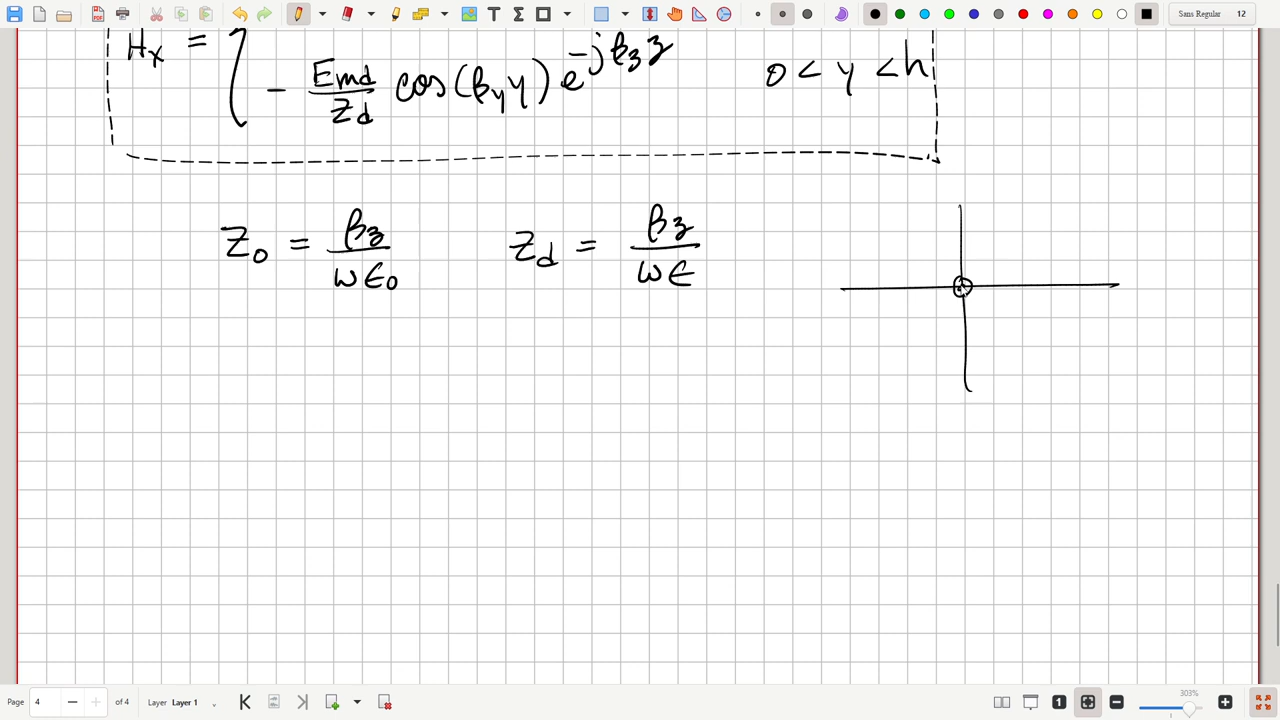 Sans Regular 12
Hx = { - Emd/Zd cos(βy y) e^-jβz z 0 < y < h
Z0 = βz/ωϵ0 Zd = βz/ωϵ
Page 4 of 4 Layer Layer 1 1 303%